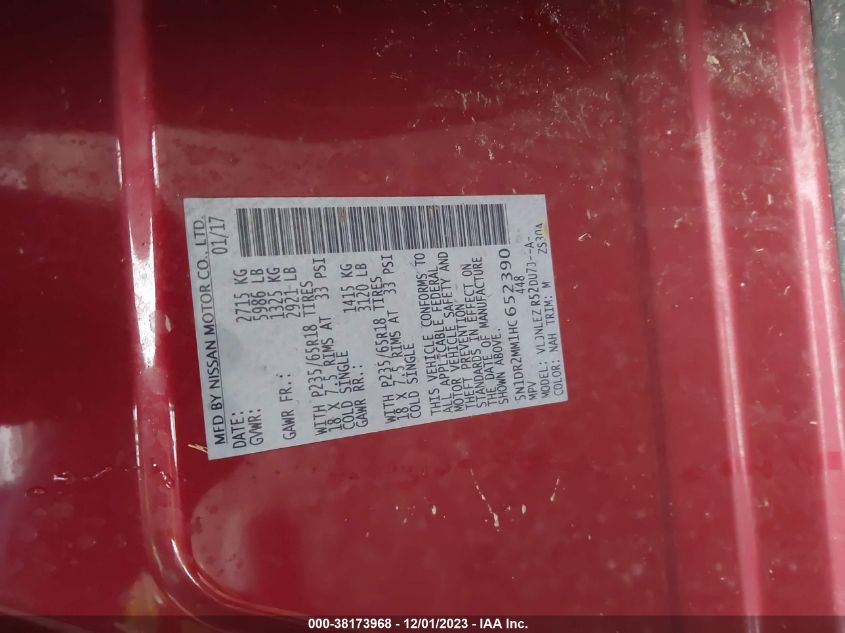 MFD BY NISSAN MOTOR CO., LTD.
DATE: 01/17
GVWR: 2715 KG
5986 LB
GAWR FR.: 1325 KG
2921 LB
WITH P235/65R18 TIRES
18 X 7.5 RIMS AT 33 PSI
COLD SINGLE
GAWR RR.: 1415 KG
3120 LB
WITH P235/65R18 TIRES
18 X 7.5 RIMS AT 33 PSI
COLD SINGLE
THIS VEHICLE CONFORMS TO
ALL APPLICABLE FEDERAL
MOTOR VEHICLE SAFETY AND
THEFT PREVENTION
STANDARDS IN EFFECT ON
THE DATE OF MANUFACTURE
SHOWN ABOVE.
5N1DR2MM1HC652390
MPV 44R
MODEL: ZS304
COLOR: NAH TRIM: M
000-38173968 - 12/01/2023 - IAA Inc.